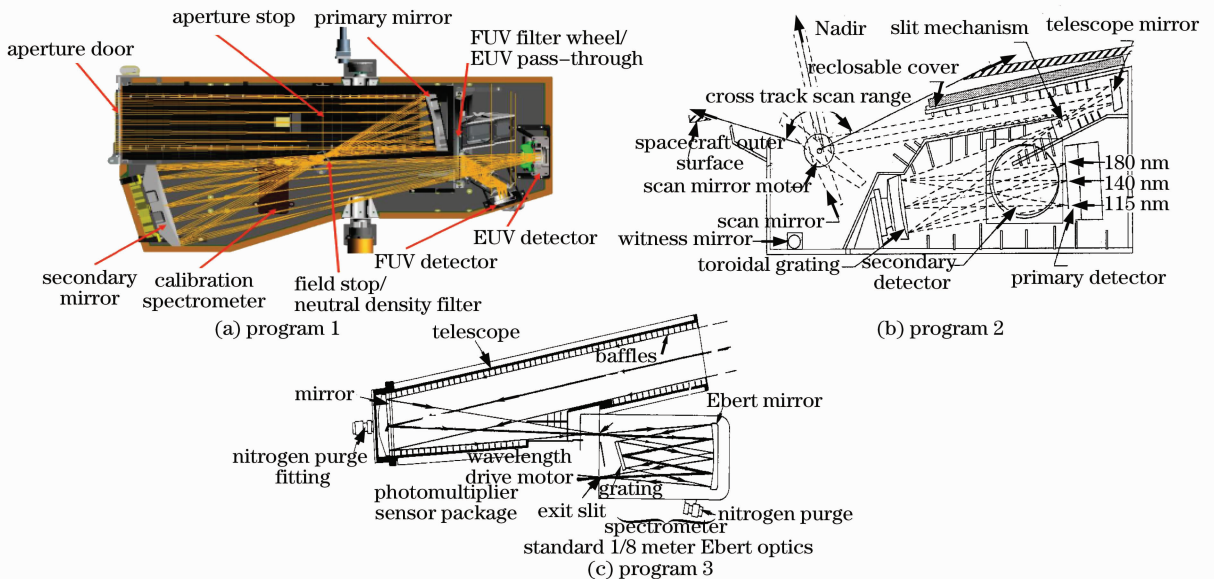 aperture door
aperture stop
primary mirror
FUV filter wheel/
EUV pass−through
secondary
mirror
calibration
spectrometer
field stop/
neutral density filter
FUV detector
EUV detector
(a) program 1
Nadir
slit mechanism
telescope mirror
reclosable cover
cross track scan range
spacecraft outer
surface
scan mirror motor
scan mirror
witness mirror
toroidal grating
secondary
detector
primary detector
180 nm
140 nm
115 nm
(b) program 2
telescope
baffles
mirror
Ebert mirror
nitrogen purge
fitting
wavelength
drive motor
photomultiplier
sensor package
grating
exit slit
nitrogen purge
spectrometer
standard 1/8 meter Ebert optics
(c) program 3